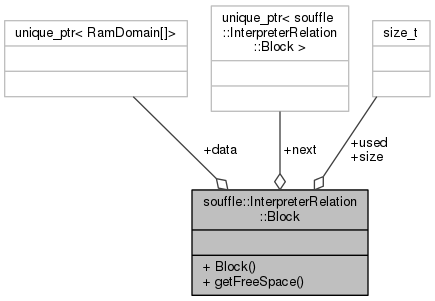 unique_ptr< RamDomain[]>
unique_ptr< souffle
::InterpreterRelation
::Block >
size_t
+data
+next
+used
+size
souffle::InterpreterRelation
::Block
+ Block()
+ getFreeSpace()